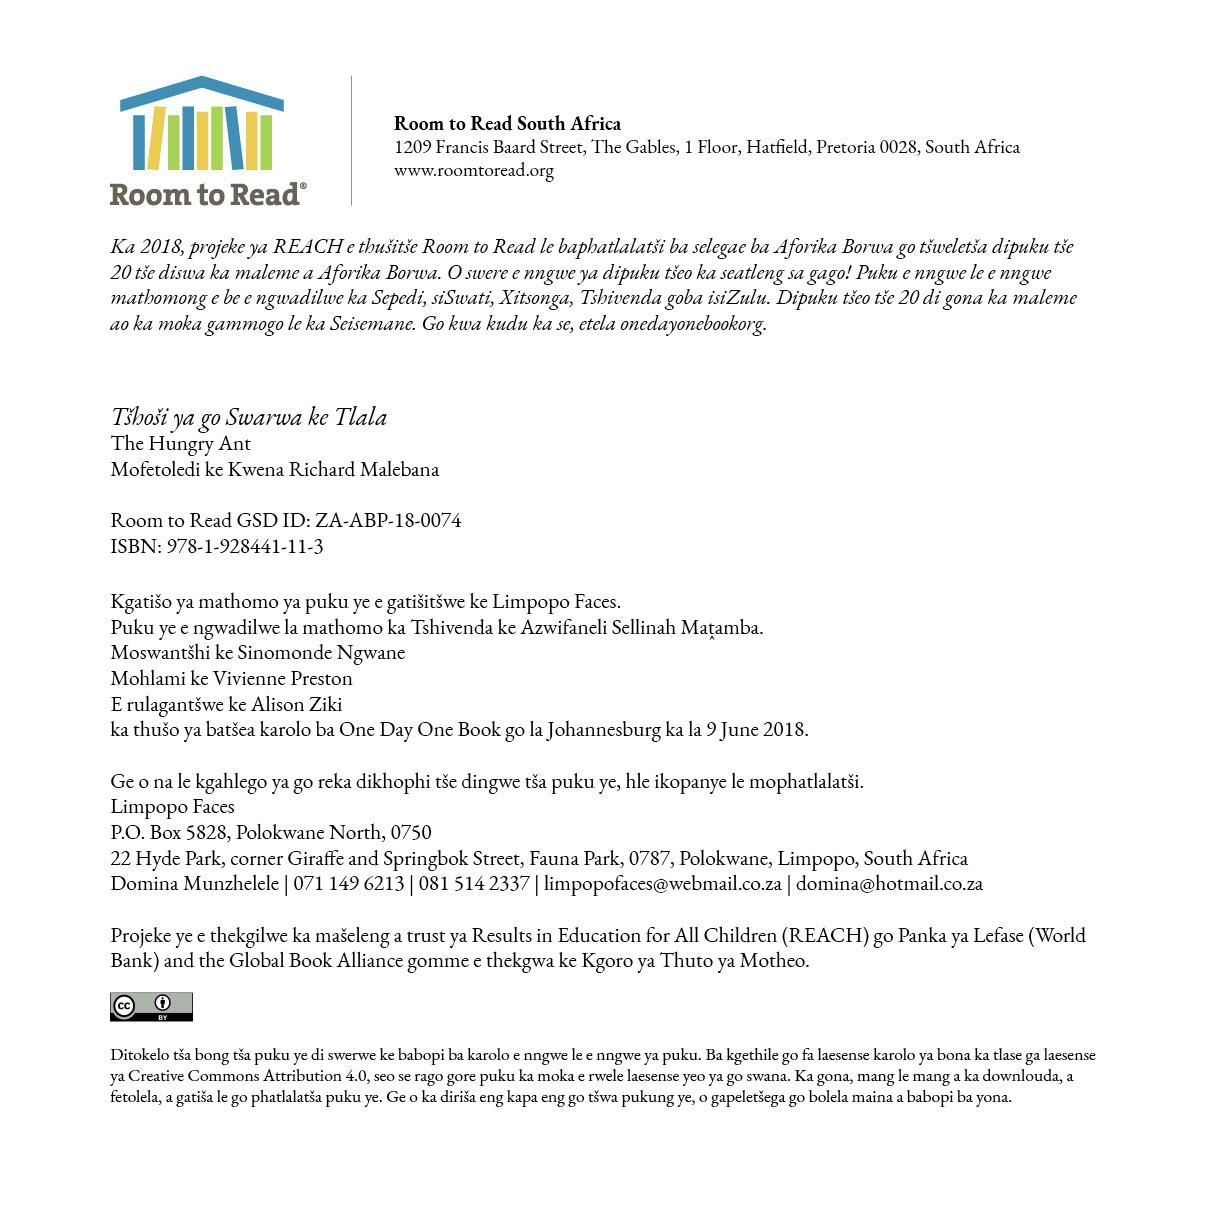 Room to Read®
Room to Read South Africa
1209 Francis Baard Street, The Gables, 1 Floor, Hatfield, Pretoria 0028, South Africa
www.roomtoread.org
Ka 2018, projeke ya REACH e thušitše Room to Read le baphatlalatši ba selegae ba Aforika Borwa go tšweletša dipuku tše
20 tše diswa ka maleme a Aforika Borwa. O swere e nngwe ya dipuku tšeo ka seatleng sa gago! Puku e nngwe le e nngwe
mathomong e be e ngwadilwe ka Sepedi, siSwati, Xitsonga, Tshivenda goba isiZulu. Dipuku tšeo tše 20 di gona ka maleme
ao ka moka gammogo le ka Seisemane. Go kwa kudu ka se, etela onedayonebookorg.
Tšhoši ya go Swarwa ke Tlala
The Hungry Ant
Mofetoledi ke Kwena Richard Malebana
Room to Read GSD ID: ZA-ABP-18-0074
ISBN: 978-1-928441-11-3
Kgatišo ya mathomo ya puku ye e gatišitšwe ke Limpopo Faces.
Puku ye e ngwadilwe la mathomo ka Tshivenda ke Azwifaneli Sellinah Maṱamba.
Moswantšhi ke Sinomonde Ngwane
Mohlami ke Vivienne Preston
E rulagantšwe ke Alison Ziki
ka thušo ya batšea karolo ba One Day One Book go la Johannesburg ka la 9 June 2018.
Ge o na le kgahlego ya go reka dikhophi tše dingwe tša puku ye, hle ikopanye le mophatlalatši.
Limpopo Faces
P.O. Box 5828, Polokwane North, 0750
22 Hyde Park, corner Giraffe and Springbok Street, Fauna Park, 0787, Polokwane, Limpopo, South Africa
Domina Munzhelele | 071 149 6213 | 081 514 2337 | limpopofaces@webmail.co.za | domina@hotmail.co.za
Projeke ye e thekgilwe ka mašeleng a trust ya Results in Education for All Children (REACH) go Panka ya Lefase (World
Bank) and the Global Book Alliance gomme e thekgwa ke Kgoro ya Thuto ya Motheo.
cc BY
Ditokelo tša bong tša puku ye di swerwe ke babopi ba karolo e nngwe le e nngwe ya puku. Ba kgethile go fa laesense karolo ya bona ka tlase ga laesense
ya Creative Commons Attribution 4.0, seo se rago gore puku ka moka e rwele laesense yeo ya go swana. Ka gona, mang le mang a ka downlouda, a
fetolela, a gatiša le go phatlalatša puku ye. Ge o ka diriša eng kapa eng go tšwa pukung ye, o gapeletšega go bolela maina a babopi ba yona.